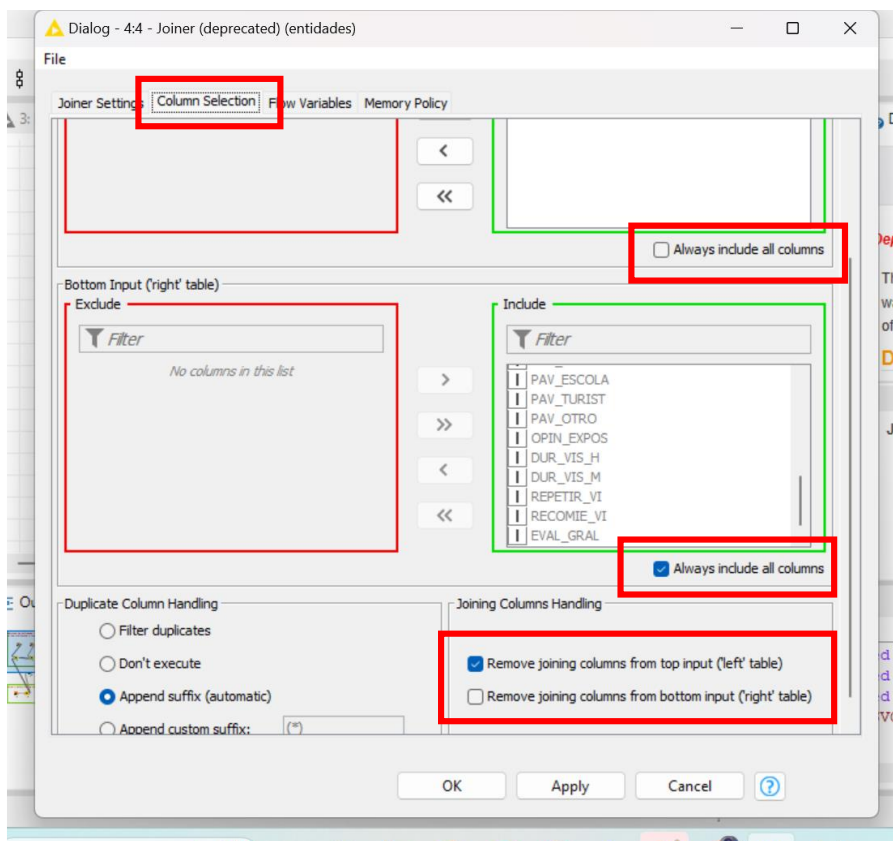 Dialog - 4:4 - Joiner (deprecated) (entidades)
File
Joiner Settings Column Selection Flow Variables Memory Policy
3:
<
<<
Always include all columns
Bottom Input ('right' table)
Exclude
Include
Filter
Filter
No columns in this list
>
>>
<
<<
I PAV_ESCOLA
I PAV_TURIST
I PAV_OTRO
I OPIN_EXPOS
I DUR_VIS_H
I DUR_VIS_M
I REPETIR_VI
I RECOMIE_VI
I EVAL_GRAL
Always include all columns
Duplicate Column Handling
Filter duplicates
Don't execute
Append suffix (automatic)
Append custom suffix: (*)
Joining Columns Handling
Remove joining columns from top input ('left' table)
Remove joining columns from bottom input ('right' table)
OK Apply Cancel ?